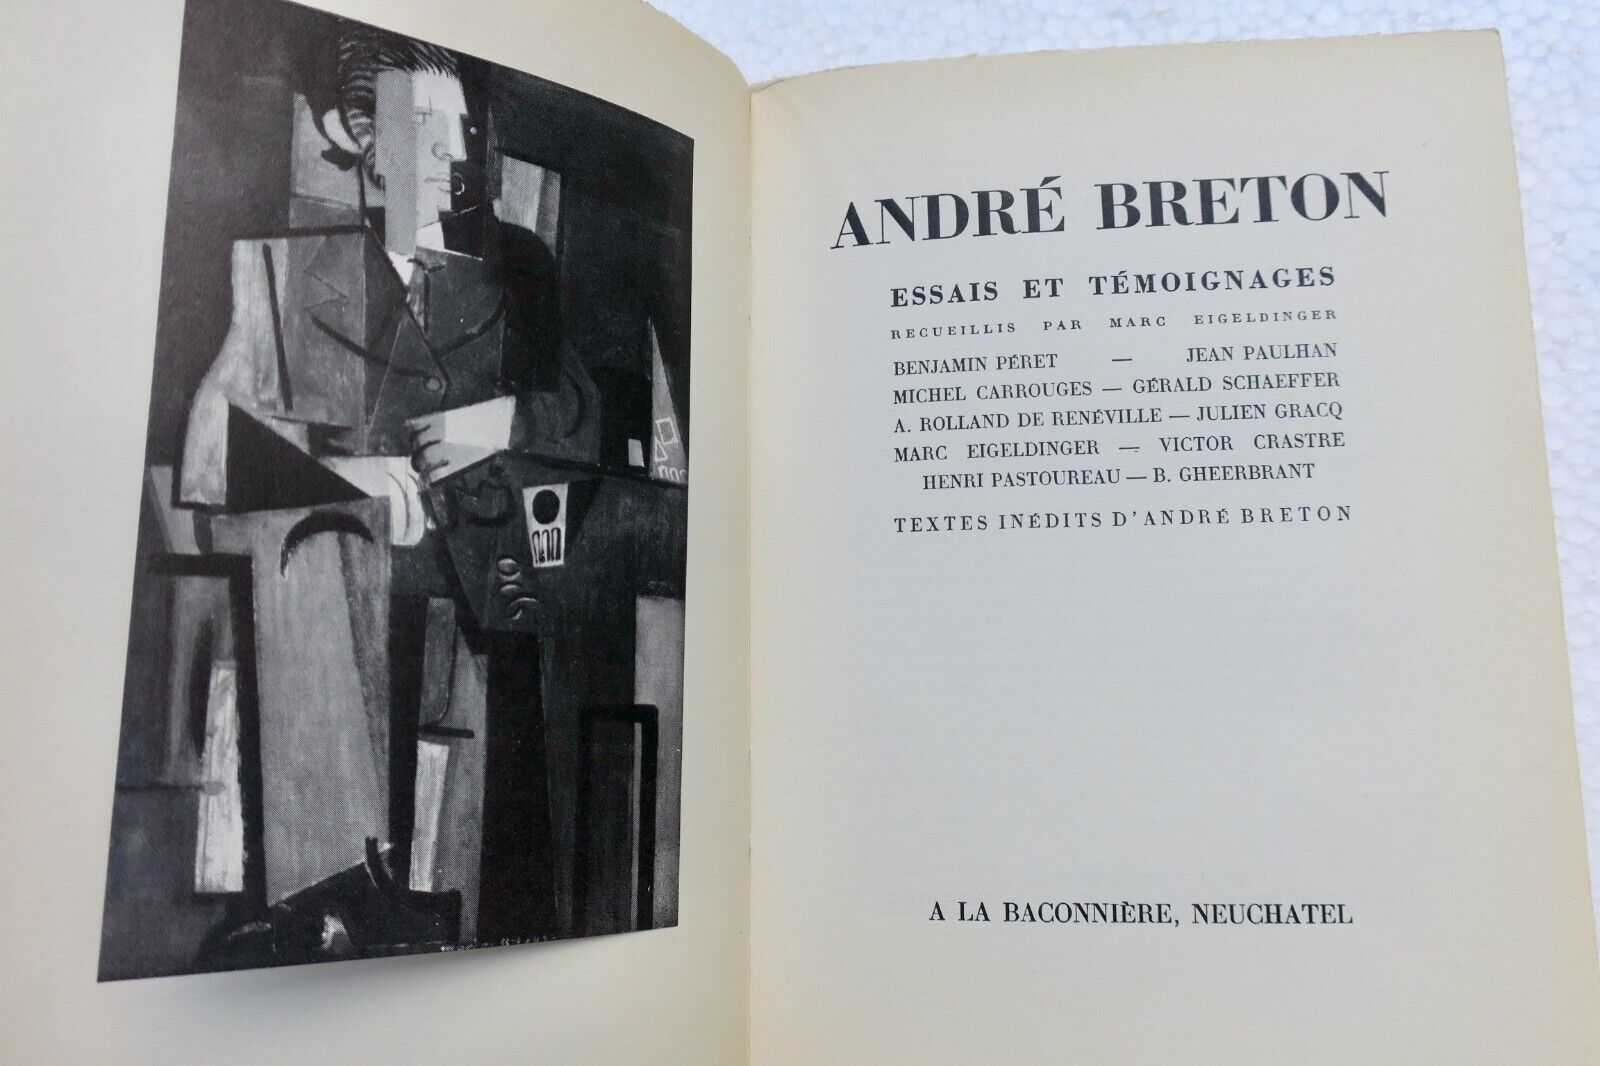 ANDRÉ BRETON
ESSAIS ET TÉMOIGNAGES
RECUEILLIS PAR MARC EIGELDINGER
BENJAMIN PÉRET — JEAN PAULHAN
MICHEL CARROUGES — GÉRALD SCHAEFFER
A. ROLLAND DE RENÉVILLE — JULIEN GRACQ
MARC EIGELDINGER — VICTOR CRASTRE
HENRI PASTOUREAU — B. GHEERBRANT
TEXTES INÉDITS D'ANDRÉ BRETON
A LA BACONNIÈRE, NEUCHATEL